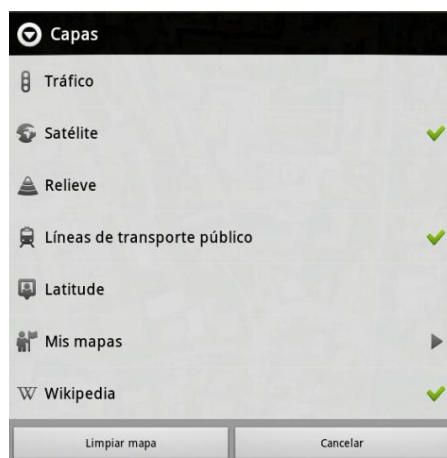 Capas
Tráfico
Satélite
Relieve
Líneas de transporte público
Latitude
Mis mapas
W Wikipedia
Limpiar mapa Cancelar